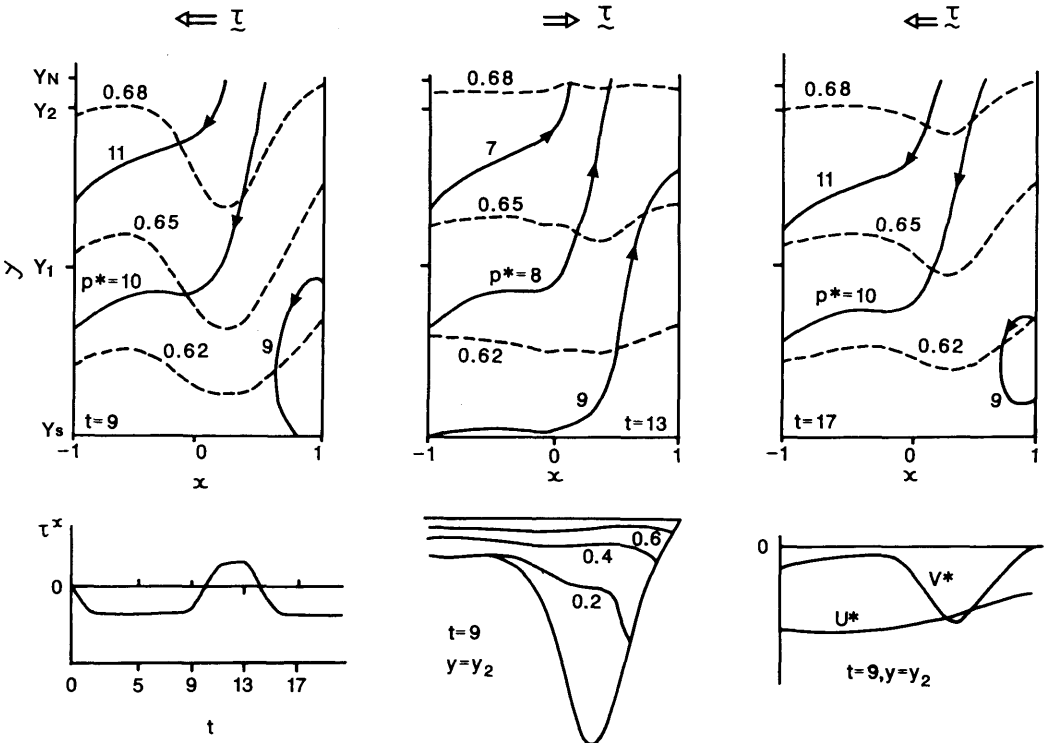 τ
τ
τ
Y_N
Y_2
Y_1
Y_S
y
0.68
11
0.65
p*=10
0.62
9
t=9
-1
0
1
x
0.68
7
0.65
p*=8
0.62
9
t=13
-1
0
1
x
0.68
11
0.65
p*=10
0.62
9
t=17
-1
0
1
x
τ^x
0
0
5
9
13
17
t
0.6
0.4
0.2
t=9
y=y_2
0
V*
U*
t=9,y=y_2